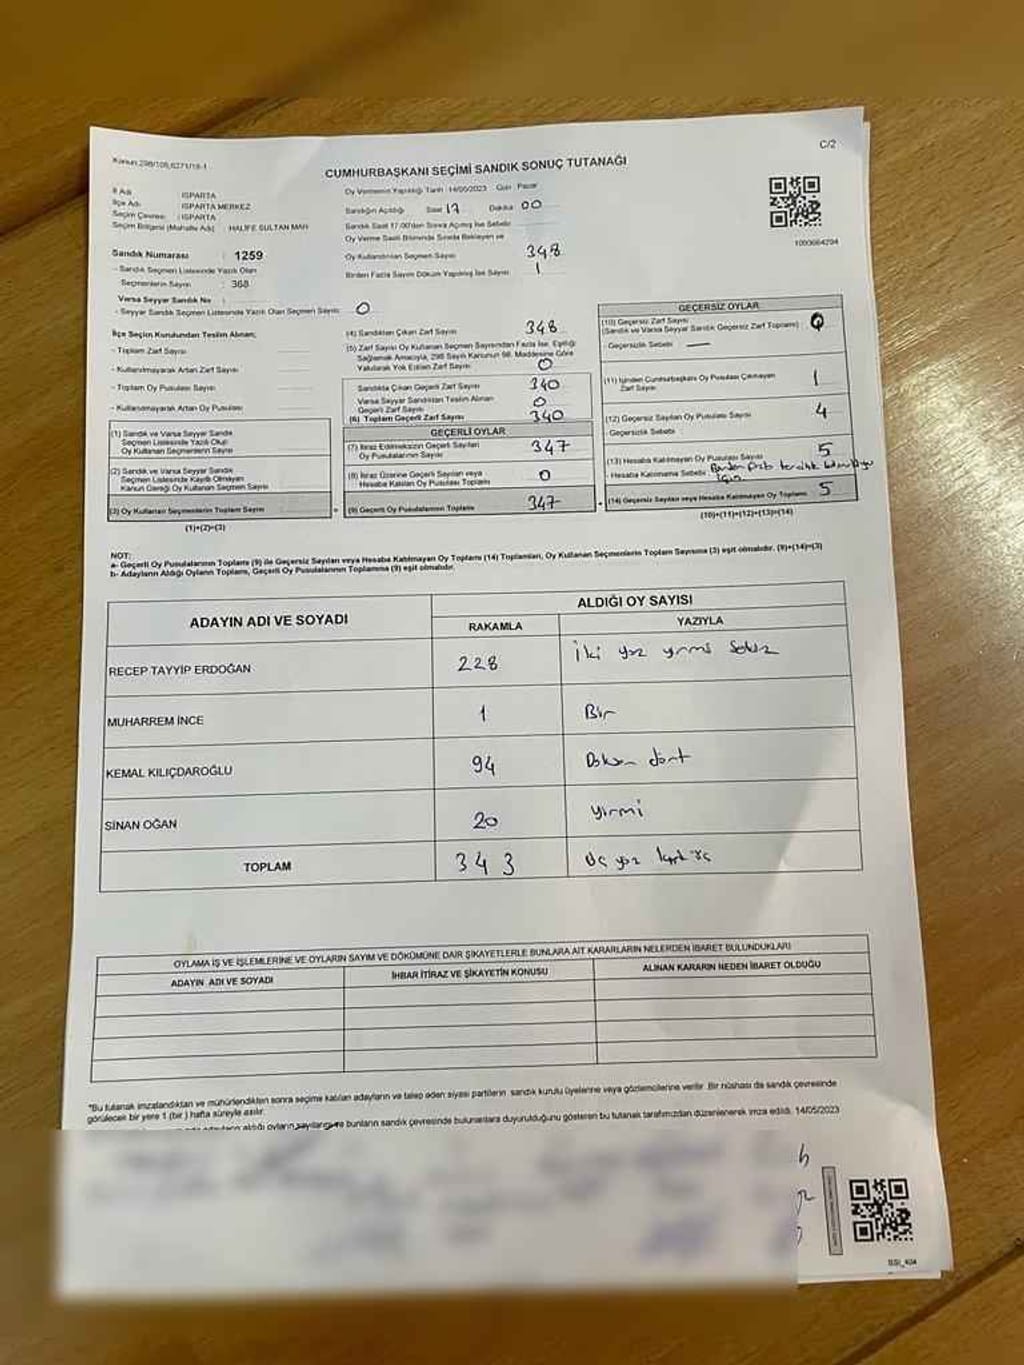 C/2
CUMHURBAŞKANI SEÇİMİ SANDIK SONUÇ TUTANAĞI
İl Adı : ISPARTA
İlçe Adı : ISPARTA MERKEZ
Seçim Çevresi : ISPARTA
Seçim Bölgesi (Mahalle Adı) : HALİFE SULTAN MAH
Sandık Numarası : 1259
- Sandık Seçmen Listesinde Yazılı Olan
Seçmenlerin Sayısı : 368
Varsa Seyyar Sandık No :
- Seyyar Sandık Seçmen Listesinde Yazılı Olan Seçmen Sayısı: 0
Oy Vermenin Yapıldığı Tarih : 14/05/2023 Gün : Pazar
Sandığın Açıldığı Saat 17 Dakika 00
Sandık Saat 17.00'den Sonra Açılmış İse Sebebi
Oy Verme Saati Bitiminde Sırada Bekleyen ve
Oy Kullandırılan Seçmen Sayısı 348
Birden Fazla Sayım Döküm Yapılmış İse Sayısı 1
1000664294
İlçe Seçim Kurulundan Teslim Alınan;
- Toplam Zarf Sayısı
- Kullanılmayarak Artan Zarf Sayısı
- Toplam Oy Pusulası Sayısı
- Kullanılmayarak Artan Oy Pusulası
(1) Sandık ve Varsa Seyyar Sandık
Seçmen Listesinde Yazılı Olup
Oy Kullanan Seçmenlerin Sayısı
(2) Sandık ve Varsa Seyyar Sandık
Seçmen Listesinde Kayıtlı Olmayan
Kanun Gereği Oy Kullanan Seçmen Sayısı
(3) Oy Kullanan Seçmenlerin Toplam Sayısı
(1)+(2)=(3)
(4) Sandıktan Çıkan Zarf Sayısı 348
(5) Zarf Sayısı Oy Kullanan Seçmen Sayısından Fazla İse, Eşitliği
Sağlamak Amacıyla, 298 Sayılı Kanunun 98. Maddesine Göre
Yakılarak Yok Edilen Zarf Sayısı 0
Sandıkta Çıkan Geçerli Zarf Sayısı 340
Varsa Seyyar Sandıktan Teslim Alınan
Geçerli Zarf Sayısı 0
(6) Toplam Geçerli Zarf Sayısı 340
GEÇERLİ OYLAR
(7) İtiraz Edilmeksizin Geçerli Sayılan
Oy Pusulasının Sayısı 347
(8) İtiraz Üzerine Geçerli Sayılan veya
Hesaba Katılan Oy Pusulası Toplamı 0
(9) Geçerli Oy Pusulalarının Toplamı 347
GEÇERSİZ OYLAR
(10) Geçersiz Zarf Sayısı
(Sandık ve Varsa Seyyar Sandık Geçersiz Zarf Toplamı) 0
- Geçersizlik Sebebi : —
(11) İçinden Cumhurbaşkanı Oy Pusulası Çıkmayan
Zarf Sayısı 1
(12) Geçersiz Sayılan Oy Pusulası Sayısı 4
- Geçersizlik Sebebi :
(13) Hesaba Katılmayan Oy Pusulası Sayısı 5
- Hesaba Katılmama Sebebi : Birden fazla tercih
için
(14) Geçersiz Sayılan veya Hesaba Katılmayan Oy Toplamı 5
(10)+(11)+(12)+(13)=(14)
NOT:
a- Geçerli Oy Pusulalarının Toplamı (9) ile Geçersiz Sayılan veya Hesaba Katılmayan Oy Toplamı (14) Toplamları, Oy Kullanan Seçmenlerin Toplam Sayısına (3) eşit olmalıdır. (9)+(14)=(3)
b- Adayların Aldığı Oyların Toplamı, Geçerli Oy Pusulalarının Toplamına (9) eşit olmalıdır.
ADAYIN ADI VE SOYADI
ALDIĞI OY SAYISI
RAKAMLA YAZIYLA
RECEP TAYYİP ERDOĞAN 228 İki yüz yirmi sekiz
MUHARREM İNCE 1 Bir
KEMAL KILIÇDAROĞLU 94 Doksan dört
SİNAN OĞAN 20 yirmi
TOPLAM 343 Üç yüz kırk üç
OYLAMA İŞ VE İŞLEMLERİNE VE OYLARIN SAYIM VE DÖKÜMÜNE DAİR ŞİKAYETLERLE BUNLARA AİT KARARLARIN NELERDEN İBARET BULUNDUKLARI
ADAYIN ADI VE SOYADI İHBAR İTİRAZ VE ŞİKAYETİN KONUSU ALINAN KARARIN NEDEN İBARET OLDUĞU
*Bu tutanak imzalandıktan ve mühürlendikten sonra seçime katılan adayların ve talep eden siyasi partilerin sandık kurulu üyelerine veya gözlemcilerine verilir. Bir nüshası da sandık çevresinde
görülecek bir yere 1 (bir) hafta süreyle asılır.
adayların aldığı oyların sayılarını ve bunların sandık çevresinde bulunanlara duyurulduğunu gösteren bu tutanak tarafımızdan düzenlenerek imza edildi. 14/05/2023